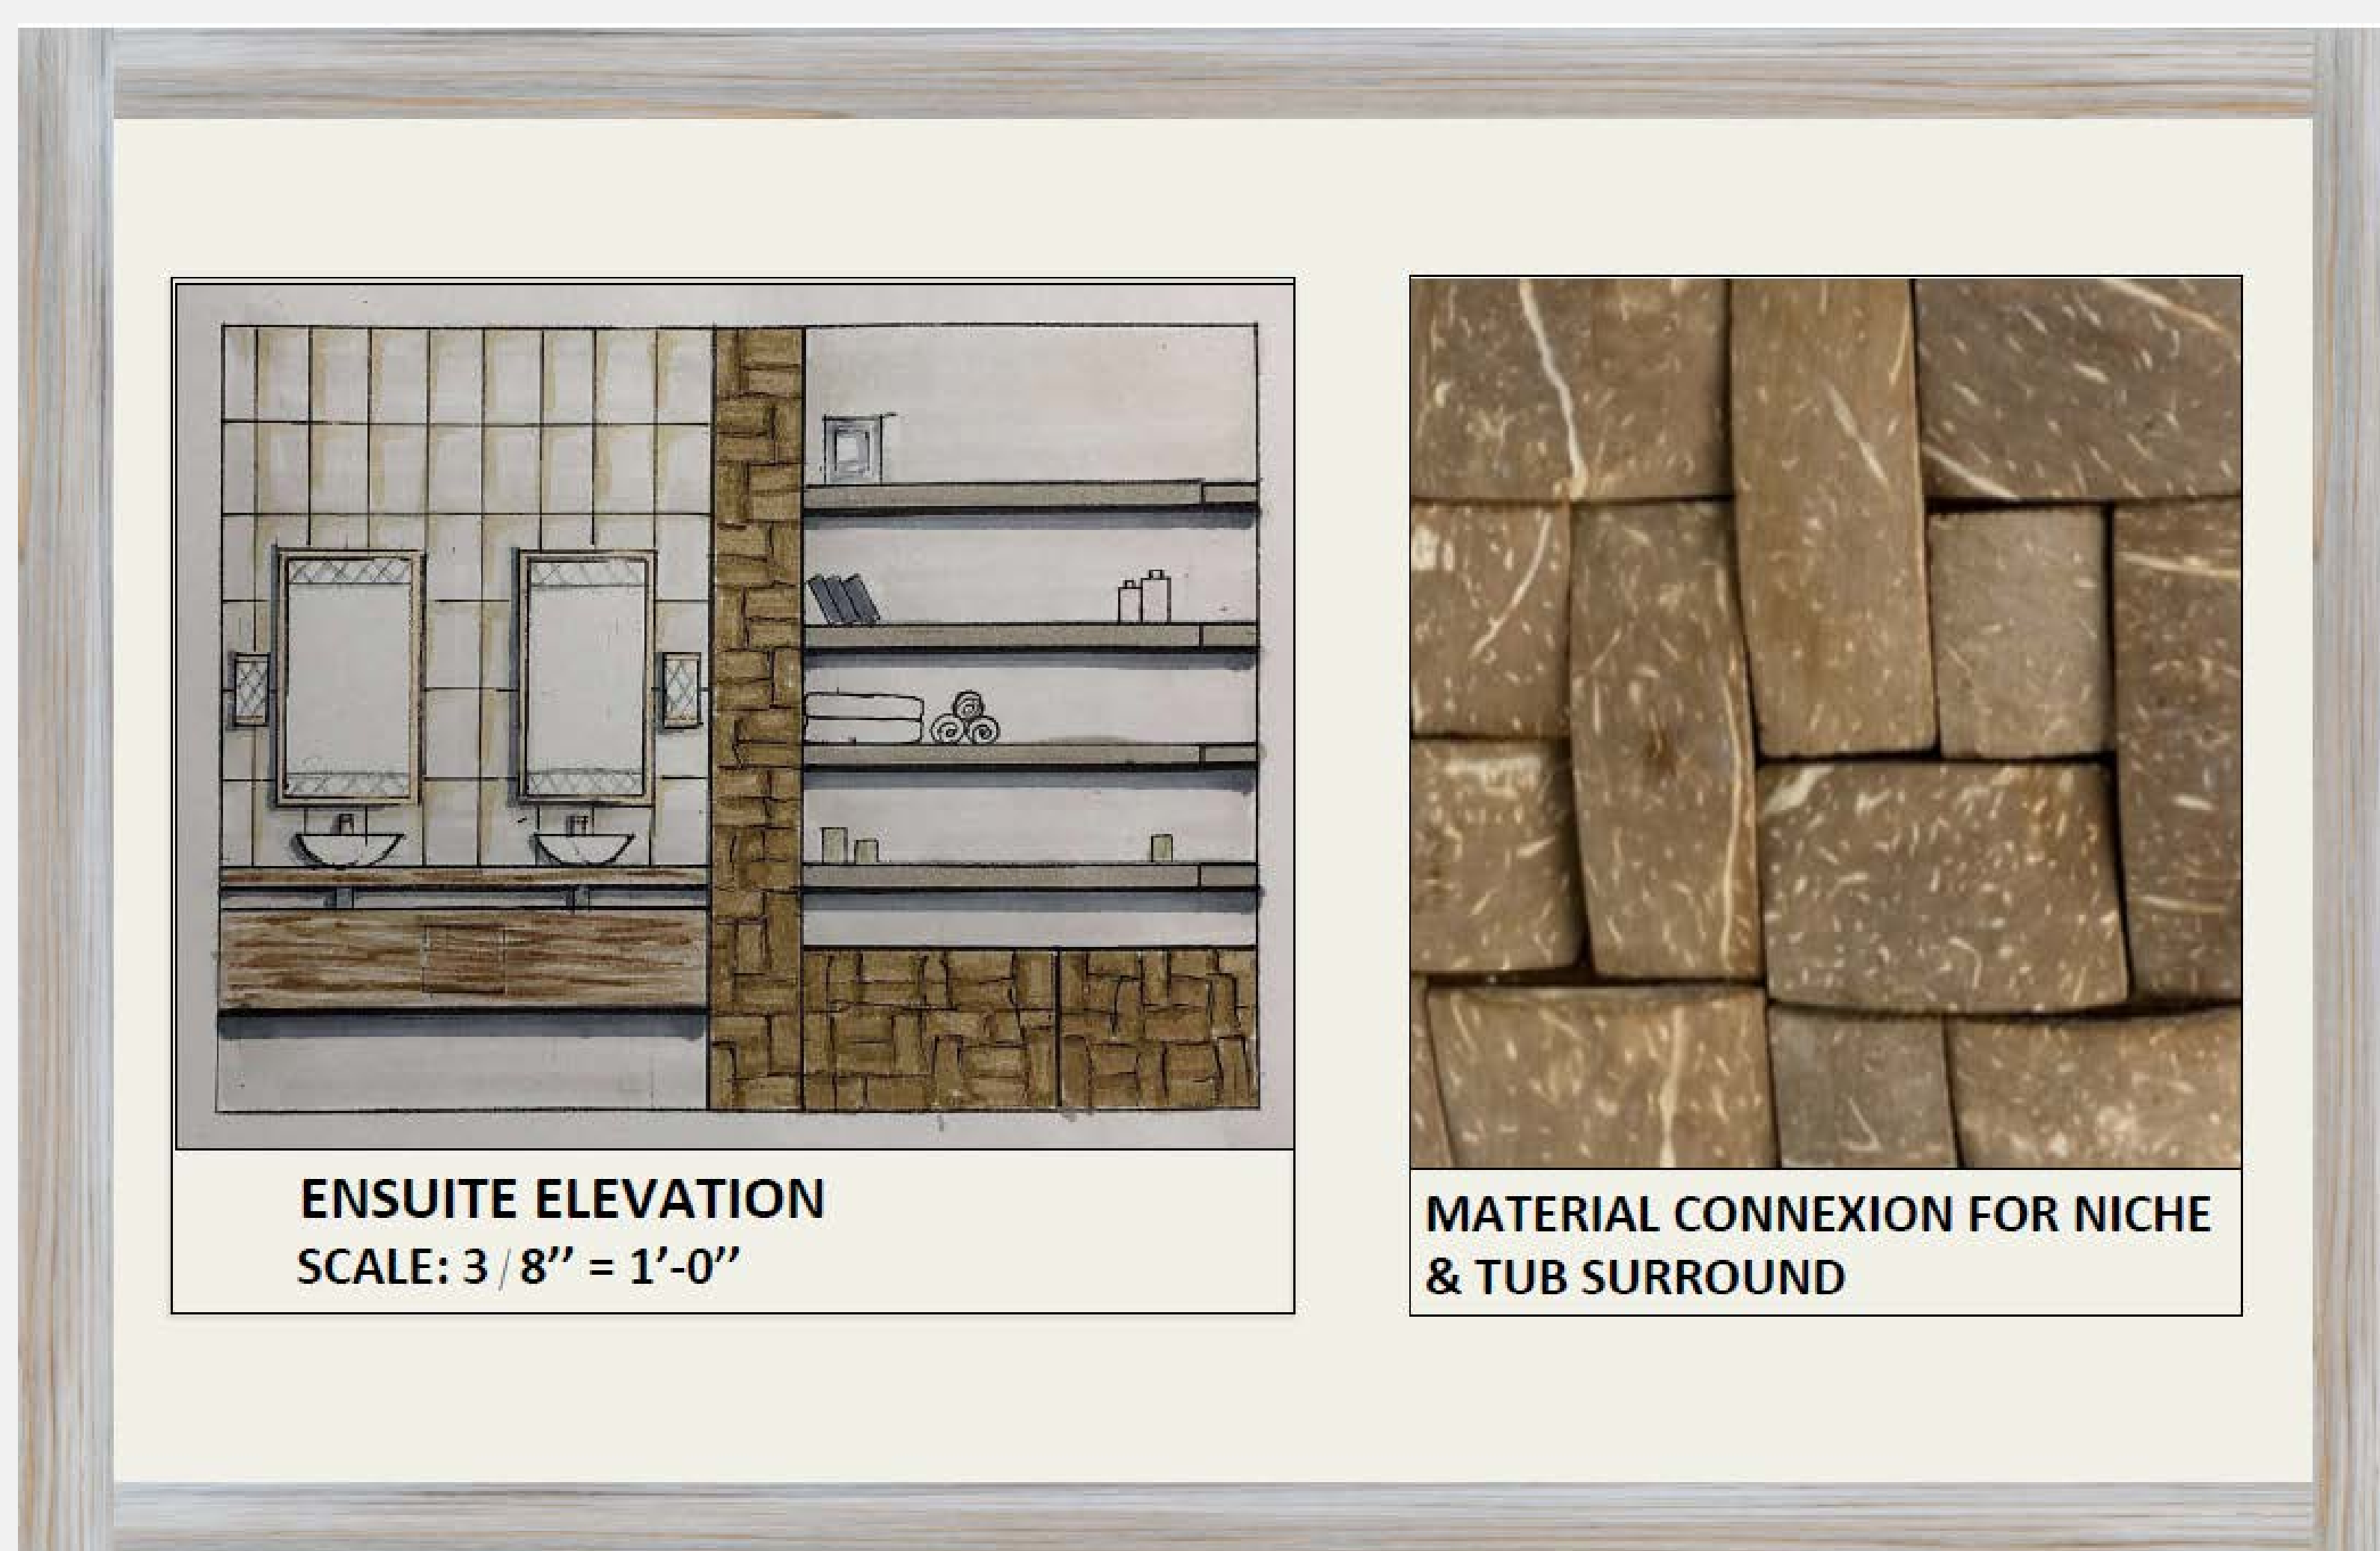 ENSUITE ELEVATION
SCALE: 3/8’’ = 1’-0’’
MATERIAL CONNEXION FOR NICHE
& TUB SURROUND